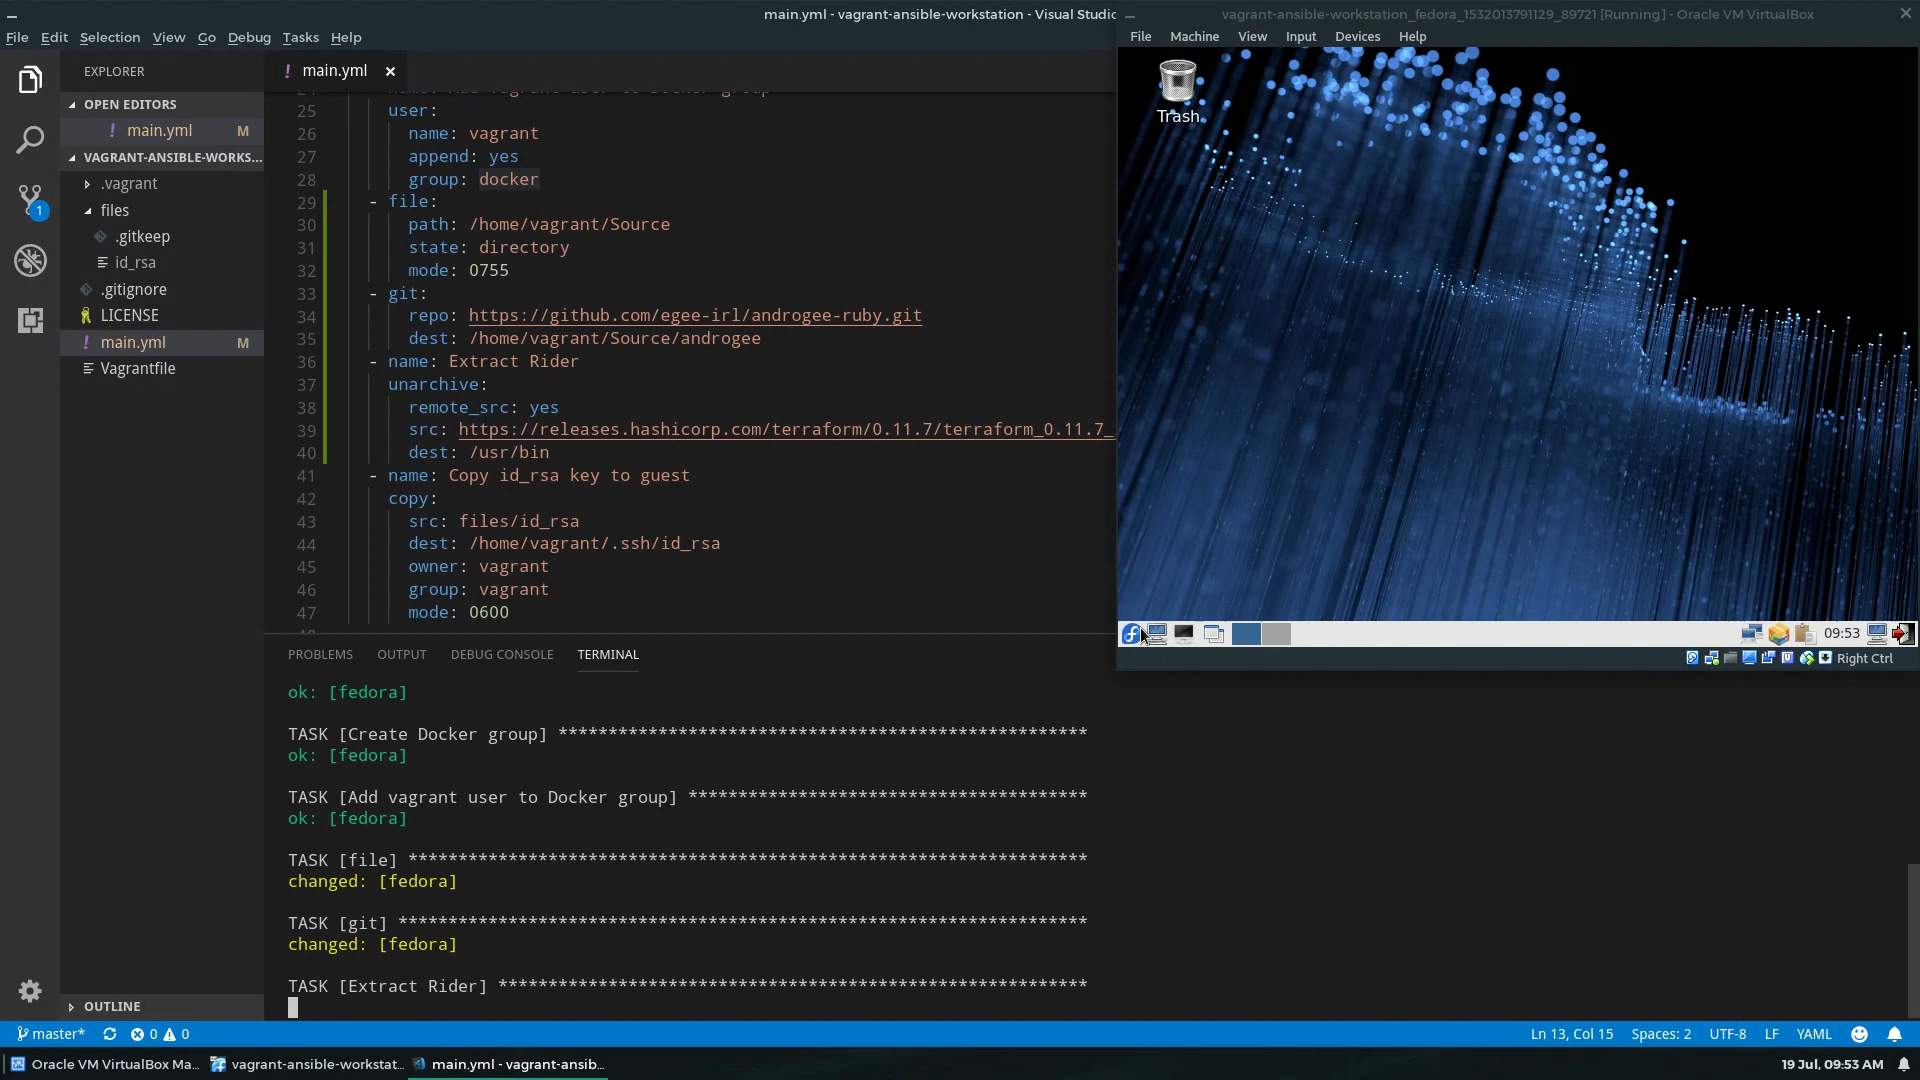 main.yml - vagrant-ansible-workstation - Visual Studio
File Edit Selection View Go Debug Tasks Help
EXPLORER
OPEN EDITORS
! main.yml M
VAGRANT-ANSIBLE-WORKS...
.vagrant
files
.gitkeep
id_rsa
.gitignore
LICENSE
! main.yml M
Vagrantfile
OUTLINE
1
! main.yml ×
25 user:
26 name: vagrant
27 append: yes
28 group: docker
29 - file:
30 path: /home/vagrant/Source
31 state: directory
32 mode: 0755
33 - git:
34 repo: https://github.com/egee-irl/androgee-ruby.git
35 dest: /home/vagrant/Source/androgee
36 - name: Extract Rider
37 unarchive:
38 remote_src: yes
39 src: https://releases.hashicorp.com/terraform/0.11.7/terraform_0.11.7_
40 dest: /usr/bin
41 - name: Copy id_rsa key to guest
42 copy:
43 src: files/id_rsa
44 dest: /home/vagrant/.ssh/id_rsa
45 owner: vagrant
46 group: vagrant
47 mode: 0600
PROBLEMS OUTPUT DEBUG CONSOLE TERMINAL
ok: [fedora]
TASK [Create Docker group] *****************************************************
ok: [fedora]
TASK [Add vagrant user to Docker group] ****************************************
ok: [fedora]
TASK [file] ********************************************************************
changed: [fedora]
TASK [git] *********************************************************************
changed: [fedora]
TASK [Extract Rider] ***********************************************************
vagrant-ansible-workstation_fedora_1532013791129_89721 [Running] - Oracle VM VirtualBox
File Machine View Input Devices Help
Trash
09:53
Right Ctrl
master* 0 0
Ln 13, Col 15 Spaces: 2 UTF-8 LF YAML
Oracle VM VirtualBox Ma... vagrant-ansible-workstat... main.yml - vagrant-ansib...
19 Jul, 09:53 AM